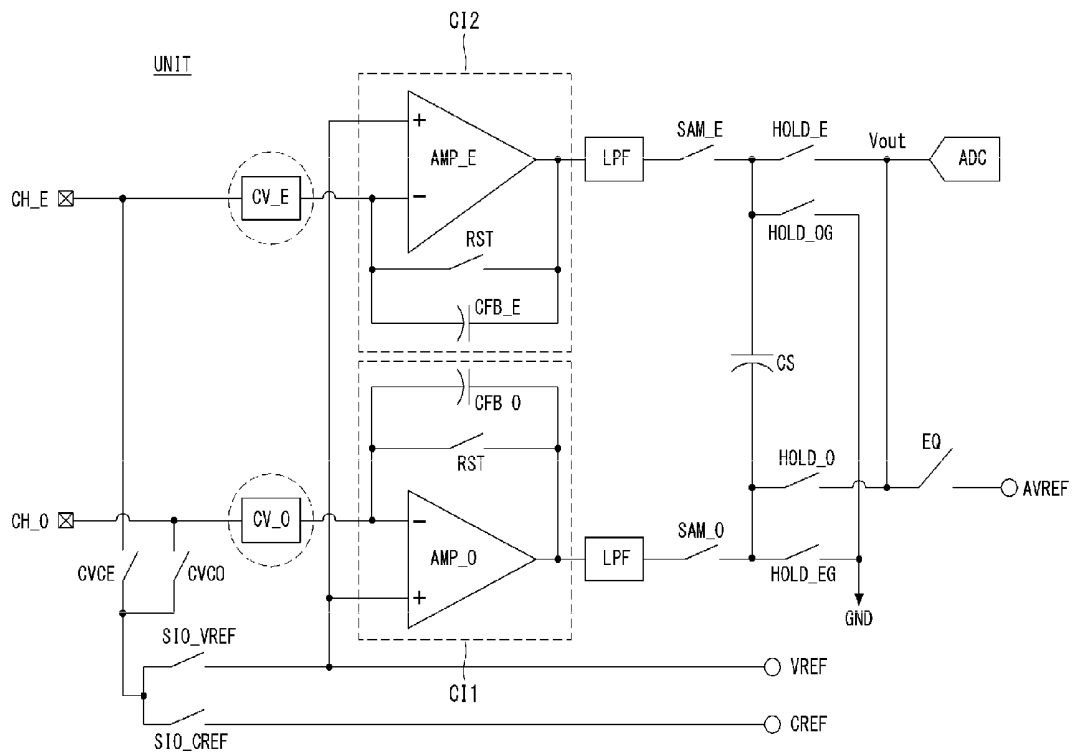 CI2
UNIT
SAM_E
HOLD_E
Vout
AMP_E
LPF
ADC
CH_E
CV_E
HOLD_OG
RST
CFB_E
CS
CFB O
RST
HOLD_O
EQ
AVREF
CH_O
CV_O
SAM_O
AMP_O
LPF
HOLD_EG
CVCE
CVCO
GND
SIO_VREF
VREF
CI1
CREF
SIO_CREF
+
−
−
+